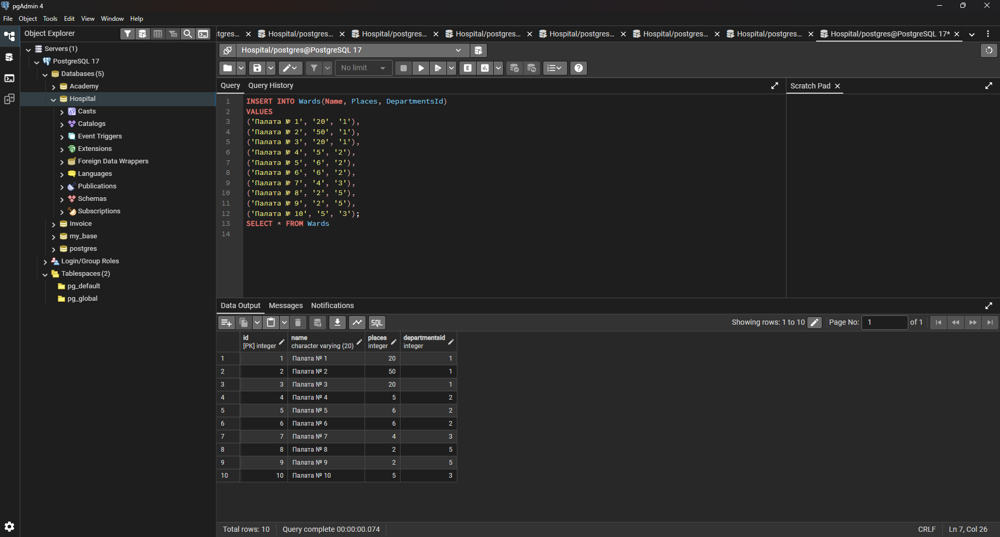 pgAdmin 4
File Object Tools Edit View Window Help
Object Explorer
Servers (1)
PostgreSQL 17
Databases (5)
Academy
Hospital
Casts
Catalogs
Event Triggers
Extensions
Foreign Data Wrappers
Languages
Publications
Schemas
Subscriptions
Invoice
my_base
postgres
Login/Group Roles
Tablespaces (2)
pg_default
pg_global
tgres... Hospital/postgres... Hospital/postgres... Hospital/postgres... Hospital/postgres... Hospital/postgres... Hospital/postgres... Hospital/postgres@PostgreSQL 17*
Hospital/postgres@PostgreSQL 17
No limit E
Query Query History
1 INSERT INTO Wards(Name, Places, DepartmentsId)
2 VALUES
3 ('Палата № 1', '20', '1'),
4 ('Палата № 2', '50', '1'),
5 ('Палата № 3', '20', '1'),
6 ('Палата № 4', '5', '2'),
7 ('Палата № 5', '6', '2'),
8 ('Палата № 6', '6', '2'),
9 ('Палата № 7', '4', '3'),
10 ('Палата № 8', '2', '5'),
11 ('Палата № 9', '2', '5'),
12 ('Палата № 10', '5', '3');
13 SELECT * FROM Wards
14
Scratch Pad
Data Output Messages Notifications
SQL Showing rows: 1 to 10 Page No: 1 of 1
id name places departmentsid
[PK] integer character varying (20) integer integer
1 1 Палата № 1 20 1
2 2 Палата № 2 50 1
3 3 Палата № 3 20 1
4 4 Палата № 4 5 2
5 5 Палата № 5 6 2
6 6 Палата № 6 6 2
7 7 Палата № 7 4 3
8 8 Палата № 8 2 5
9 9 Палата № 9 2 5
10 10 Палата № 10 5 3
Total rows: 10 Query complete 00:00:00.074 CRLF Ln 7, Col 26